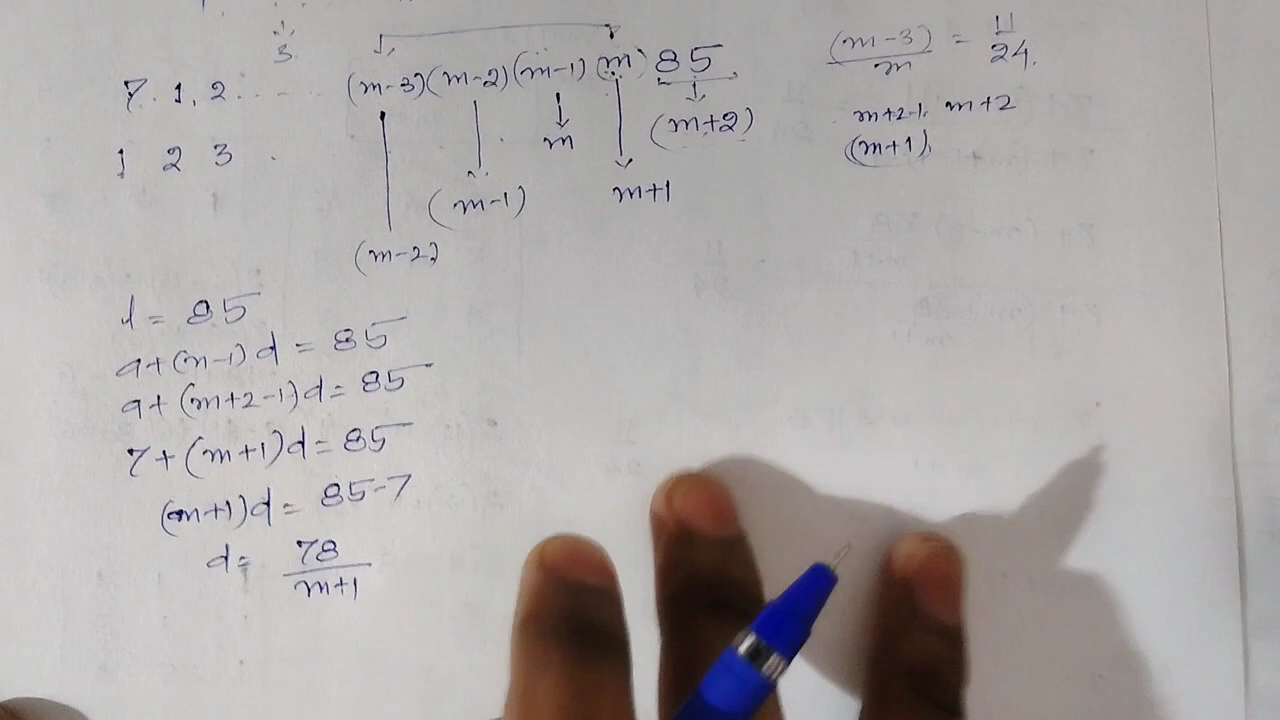 3
7. 1, 2 ..... (m-3)(m-2)(m-1)(m) 85
m (m+2)
1 2 3 .
(m-1) m+1
(m-2)
(m-3)/m = 11/24.
m+2-1, m+2
(m+1),
l = 85
a+(n-1)d = 85
a+(m+2-1)d = 85
7+(m+1)d = 85
(m+1)d = 85-7
d = 78/m+1